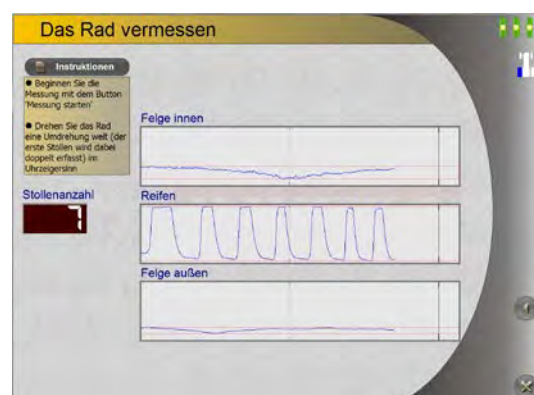 Das Rad vermessen
Instruktionen
● Beginnen Sie die
Messung mit dem Button
'Messung starten'
● Drehen Sie das Rad
eine Umdrehung weit (der
erste Stollen wird dabei
doppelt erfasst) im
Uhrzeigersinn
Stollenanzahl
7
Felge innen
Reifen
Felge außen